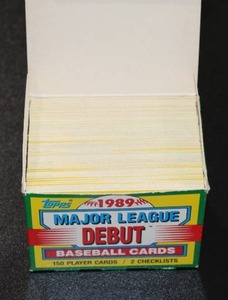 TOPPS 1989
MAJOR LEAGUE
DEBUT
BASEBALL CARDS
150 PLAYER CARDS / 2 CHECKLISTS